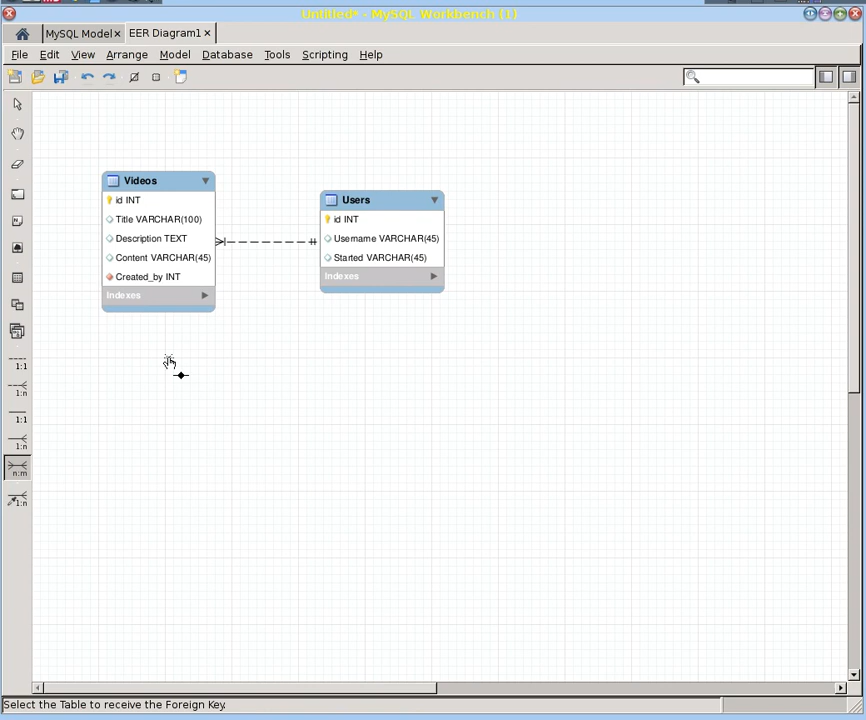 Untitled* - MySQL Workbench (1)
MySQL Model × EER Diagram1 ×
File Edit View Arrange Model Database Tools Scripting Help
Videos
id INT
Title VARCHAR(100)
Description TEXT
Content VARCHAR(45)
Created_by INT
Indexes
Users
id INT
Username VARCHAR(45)
Started VARCHAR(45)
Indexes
1:1
1:n
1:1
1:n
n:m
1:n
Select the Table to receive the Foreign Key.